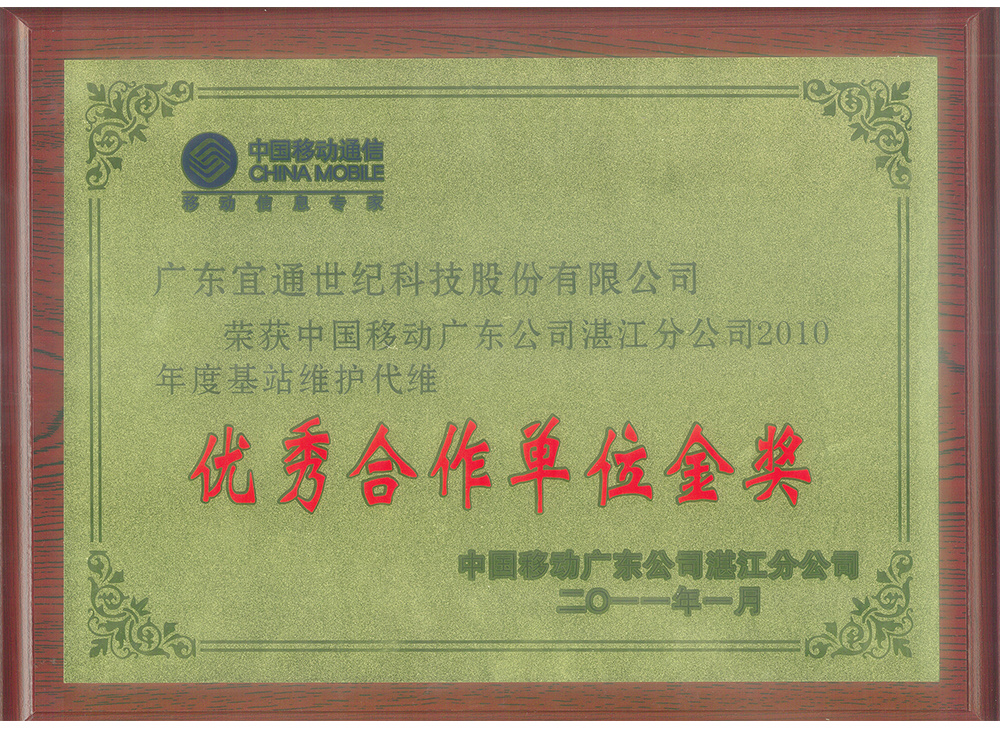 中国移动通信
CHINA MOBILE
移动信息专家
广东宜通世纪科技股份有限公司
荣获中国移动广东公司湛江分公司2010
年度基站维护代维
优秀合作单位金奖
中国移动广东公司湛江分公司
二〇一一年一月